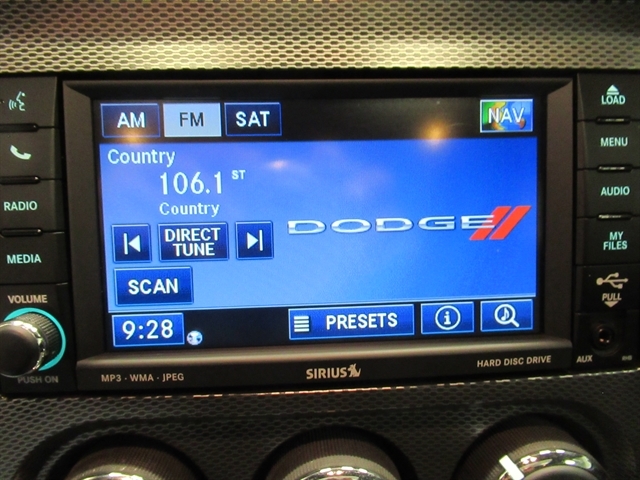 AM FM SAT NAV
Country
106.1 ST
Country
DIRECT TUNE
DODGE
SCAN
9:28
PRESETS
i
RADIO
MEDIA
VOLUME
PUSH ON
LOAD
MENU
AUDIO
MY FILES
PULL
AUX
MP3 · WMA · JPEG
SIRIUS
HARD DISC DRIVE